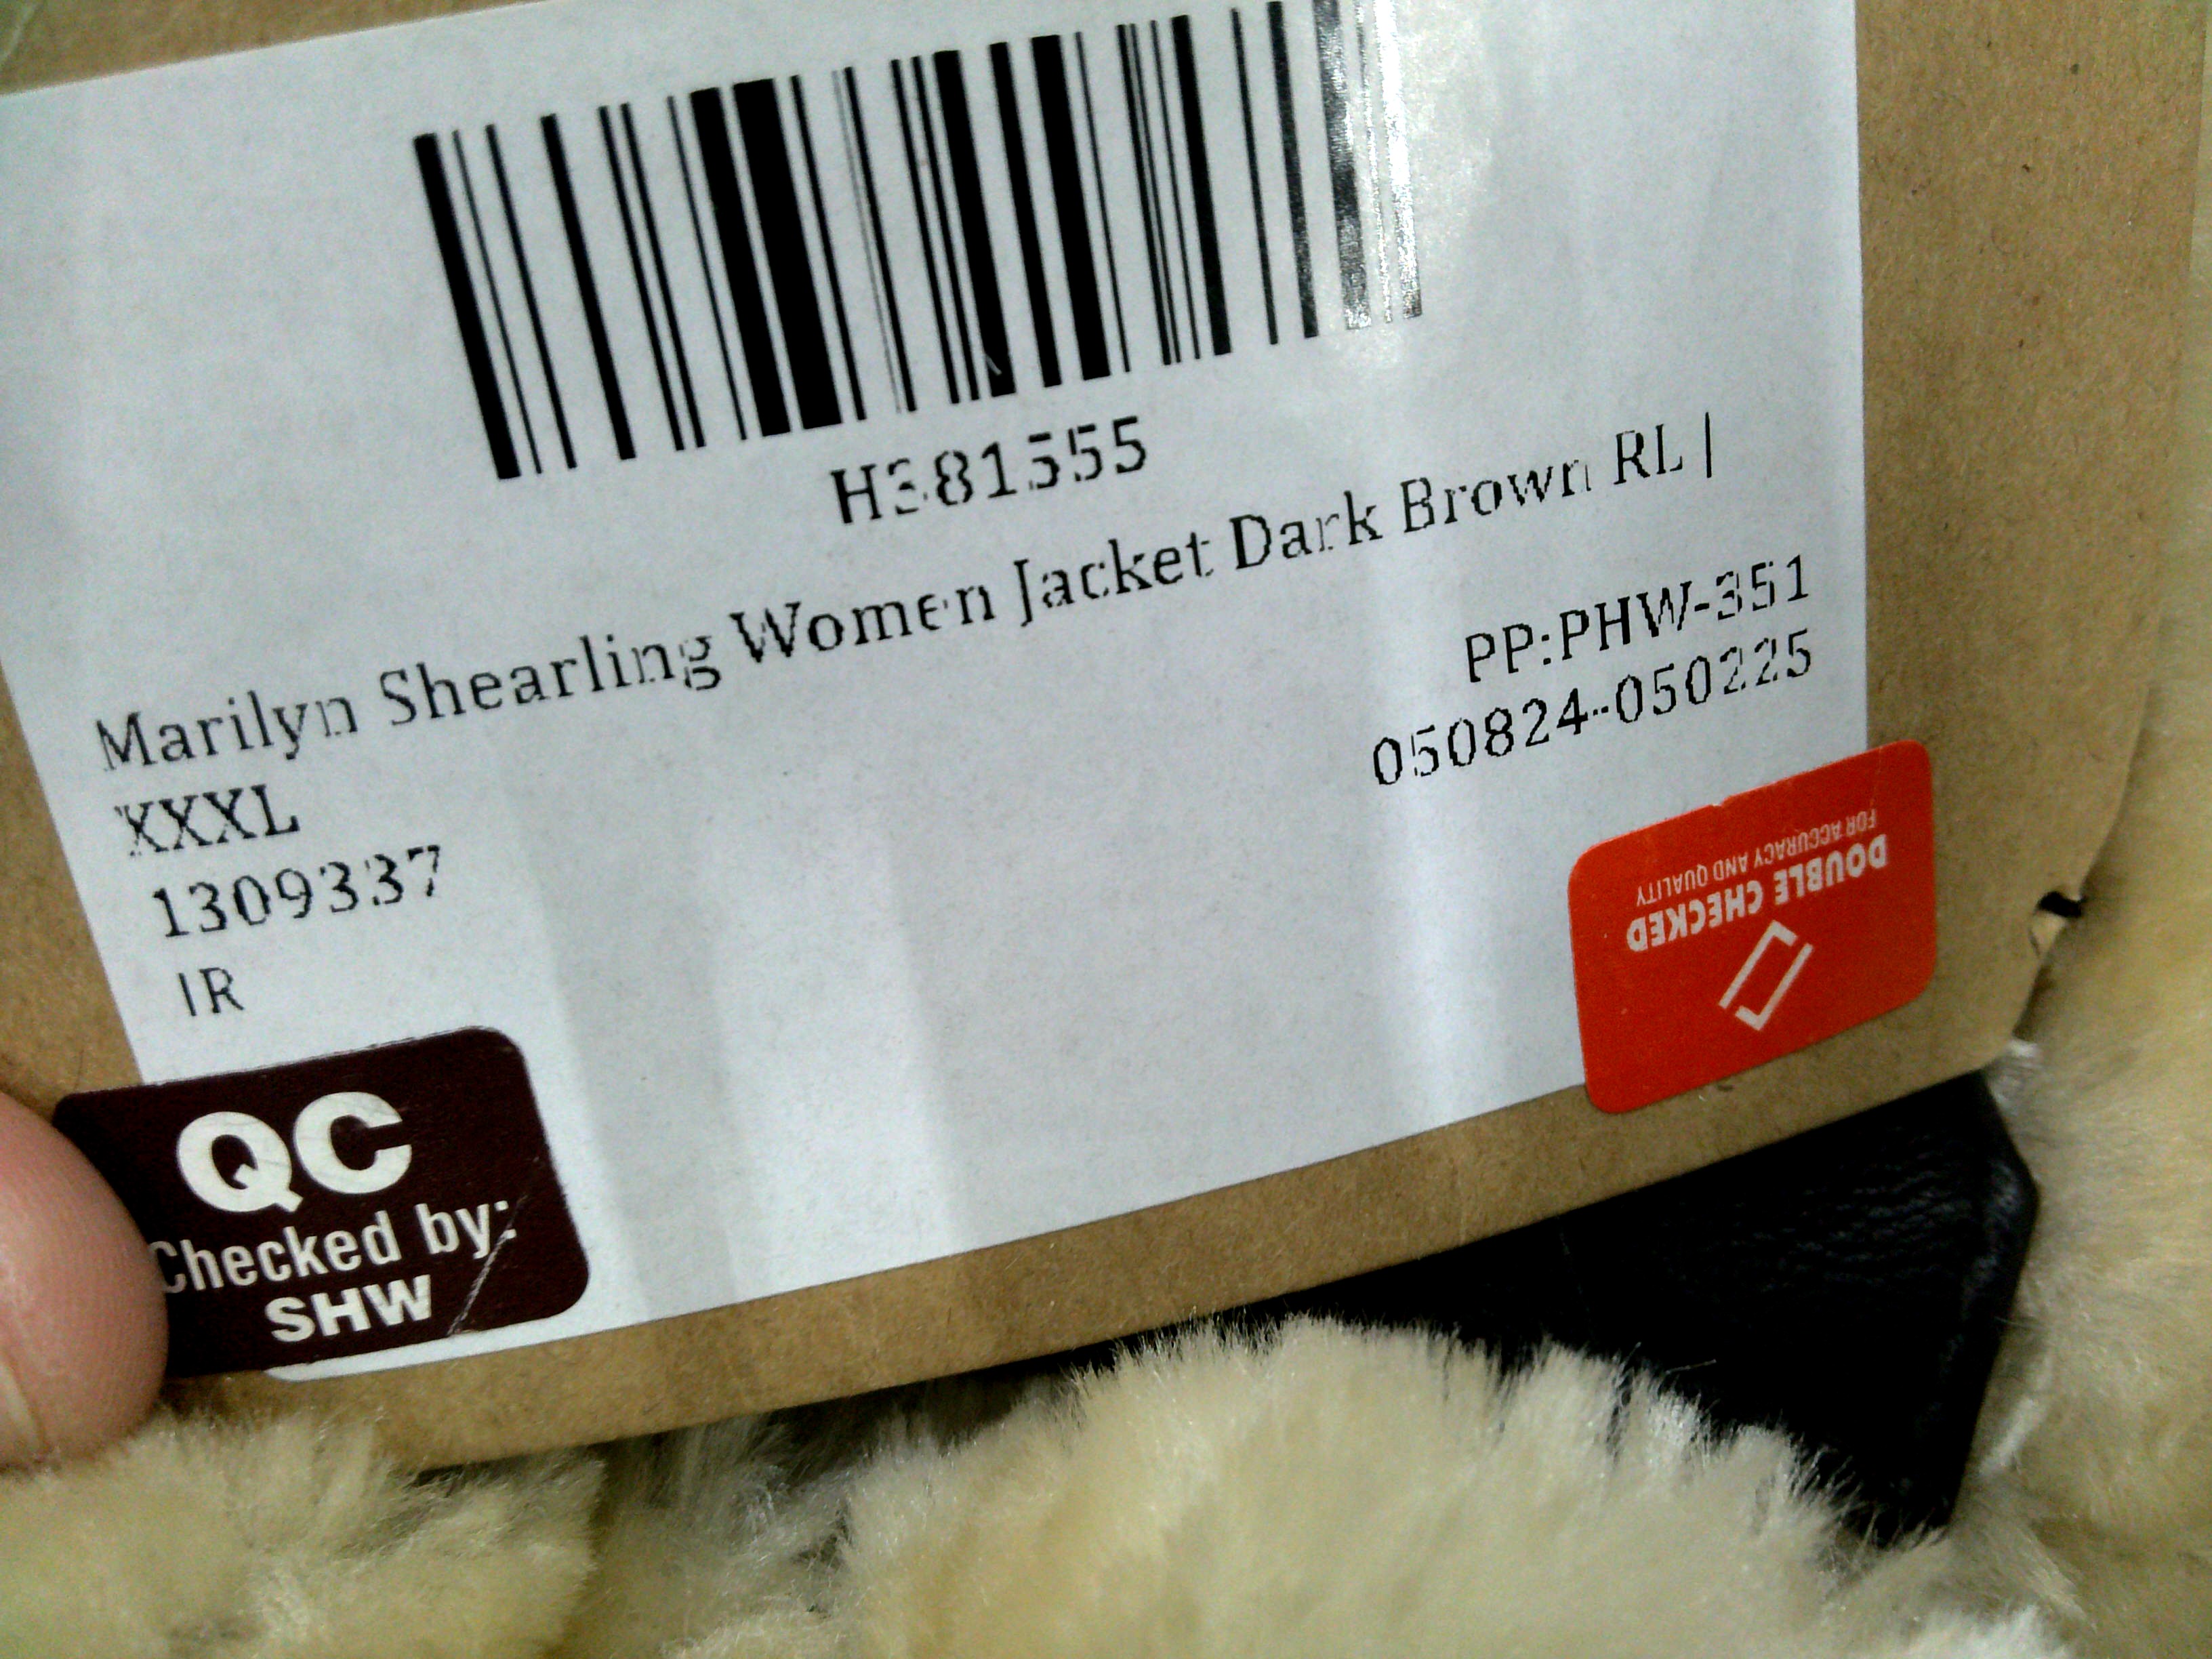 H381555
Marilyn Shearling Women Jacket Dark Brown RL |
XXXL
PP:PHW-351
1309337
050824-050225
IR
DOUBLE CHECKED
FOR ACCURACY AND QUALITY
QC
Checked by:
SHW